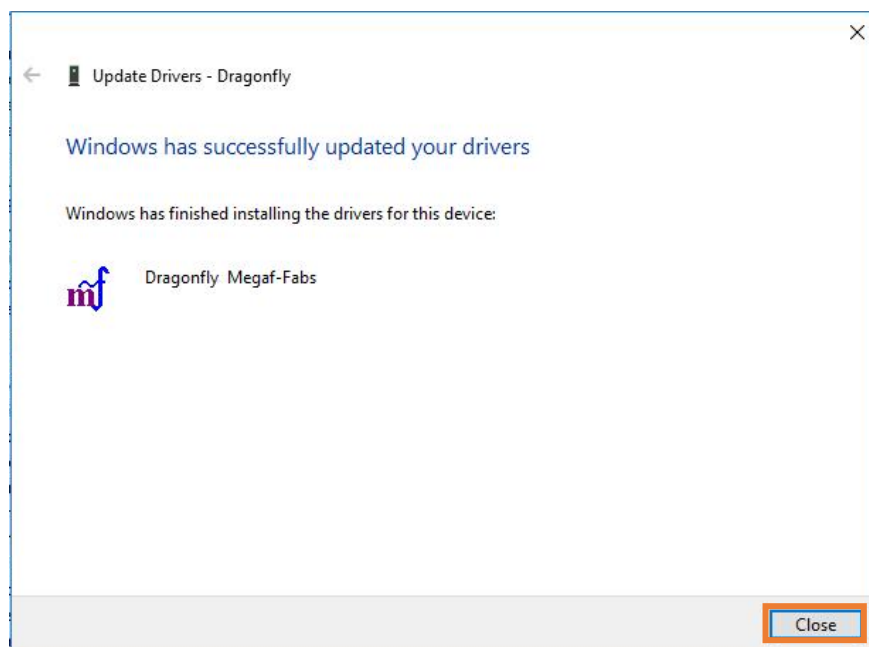 Update Drivers - Dragonfly
Windows has successfully updated your drivers
Windows has finished installing the drivers for this device:
mf
Dragonfly Megaf-Fabs
Close